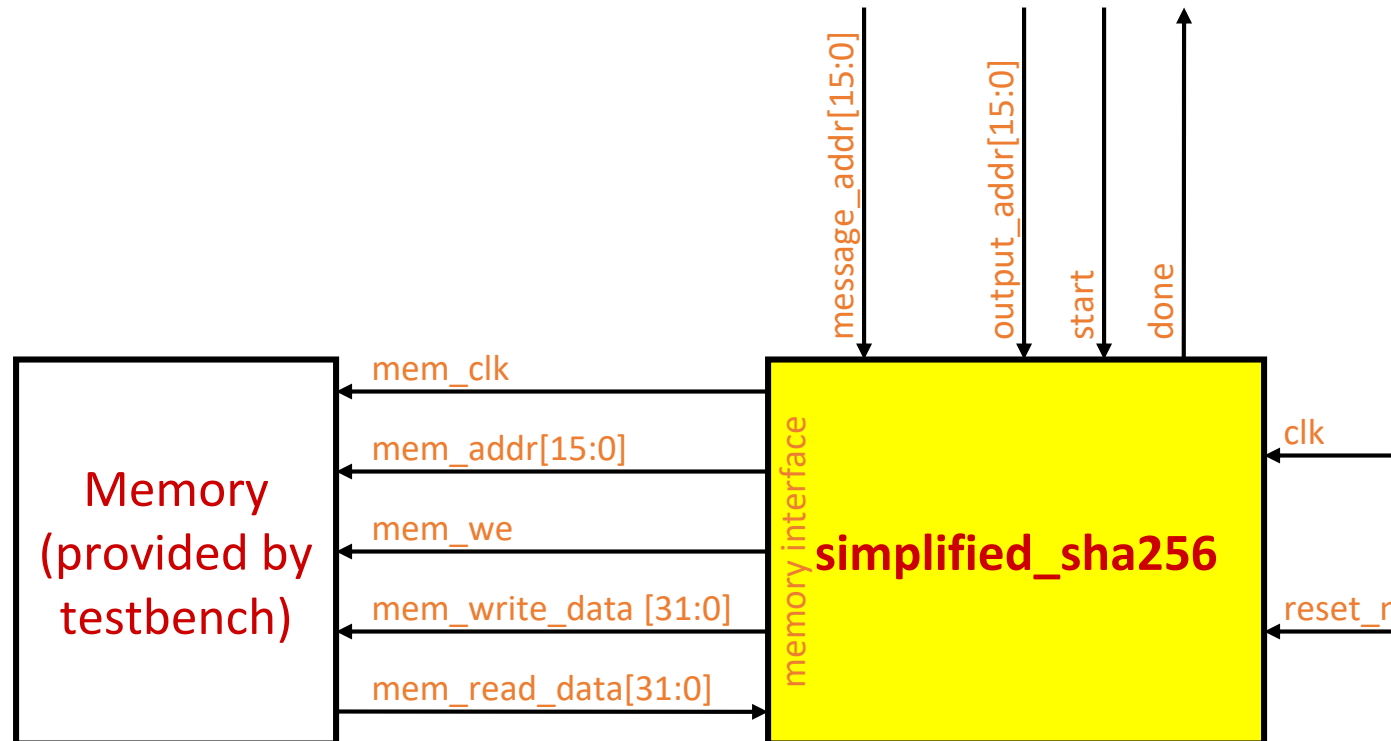 message_addr[15:0]
output_addr[15:0]
start
done
mem_clk
mem_addr[15:0]
mem_we
mem_write_data [31:0]
mem_read_data[31:0]
Memory
(provided by
testbench)
memory interface
simplified_sha256
clk
reset_n